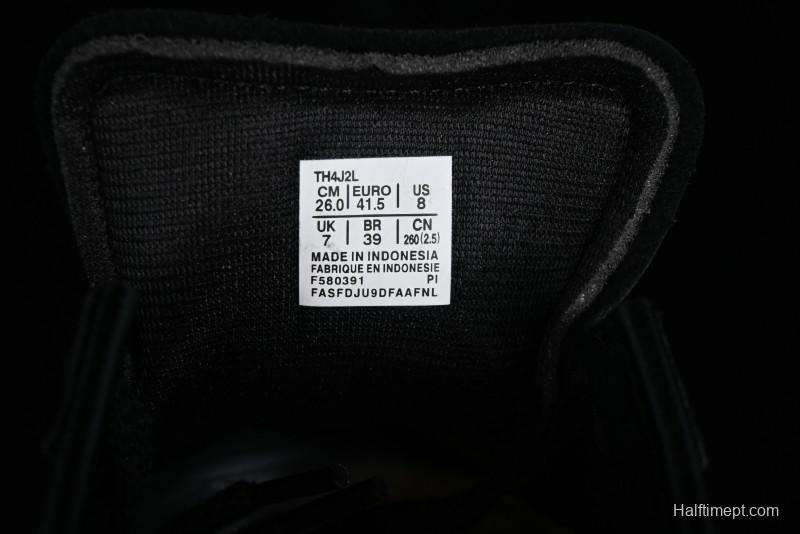 TH4J2L
CM | EURO | US
26.0 | 41.5 | 8
UK | BR | CN
7 | 39 | 260(2.5)
MADE IN INDONESIA
FABRIQUE EN INDONESIE
F580391 PI
FASFDJU9DFAAFNL
Halftimept.com